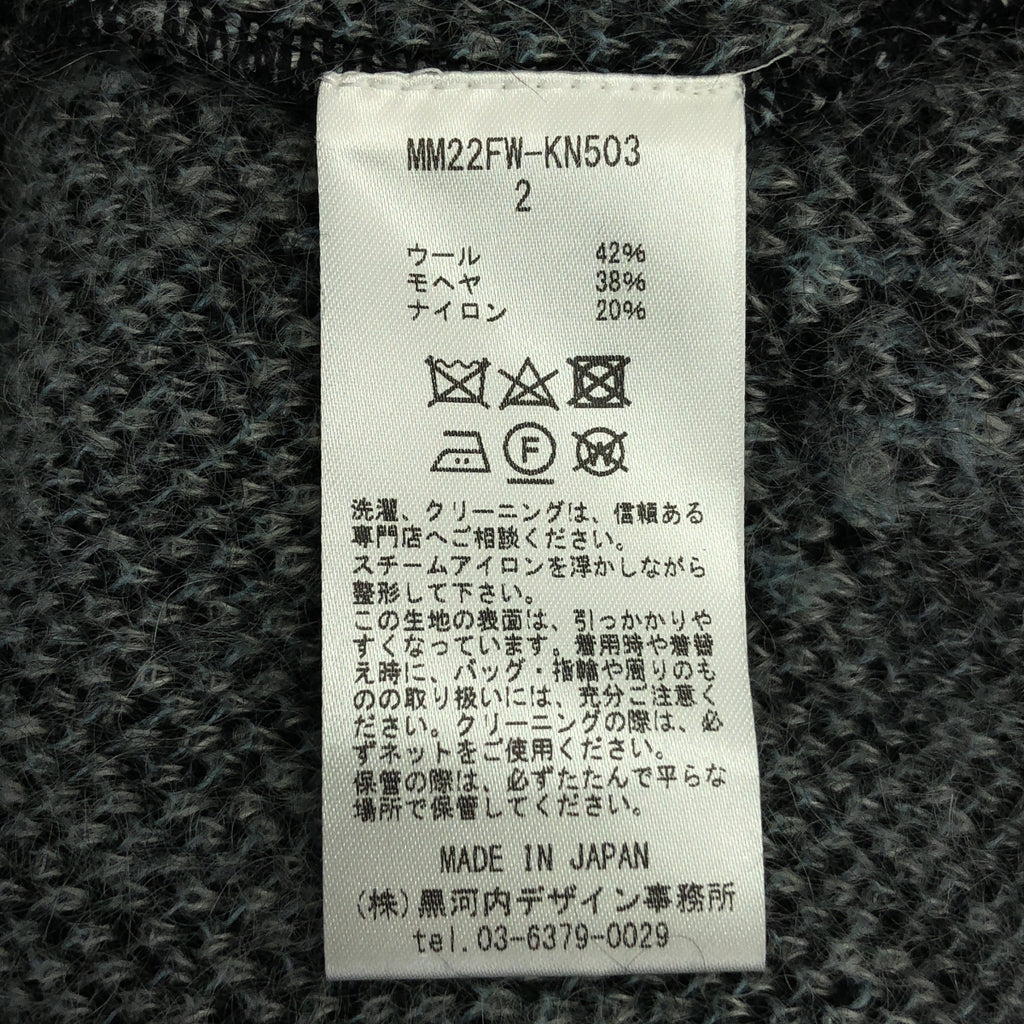 MM22FW-KN503
2
ウール 42%
モヘヤ 38%
ナイロン 20%
F
W
洗濯、クリーニングは、信頼ある
専門店へご相談ください。
スチームアイロンを浮かしながら
整形して下さい。
この生地の表面は、引っかかりや
すくなっています。着用時や着替
え時に、バッグ・指輪や周りのも
のの取り扱いには、充分ご注意く
ださい。クリーニングの際は、必
ずネットをご使用ください。
保管の際は、必ずたたんで平らな
場所で保管してください。
MADE IN JAPAN
(株)黒河内デザイン事務所
tel.03-6379-0029